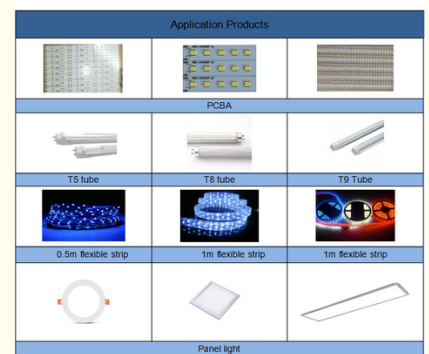 Application Products
PCBA
T5 tube
T8 tube
T9 Tube
0.5m flexible strip
1m flexible strip
1m flexible strip
Panel light